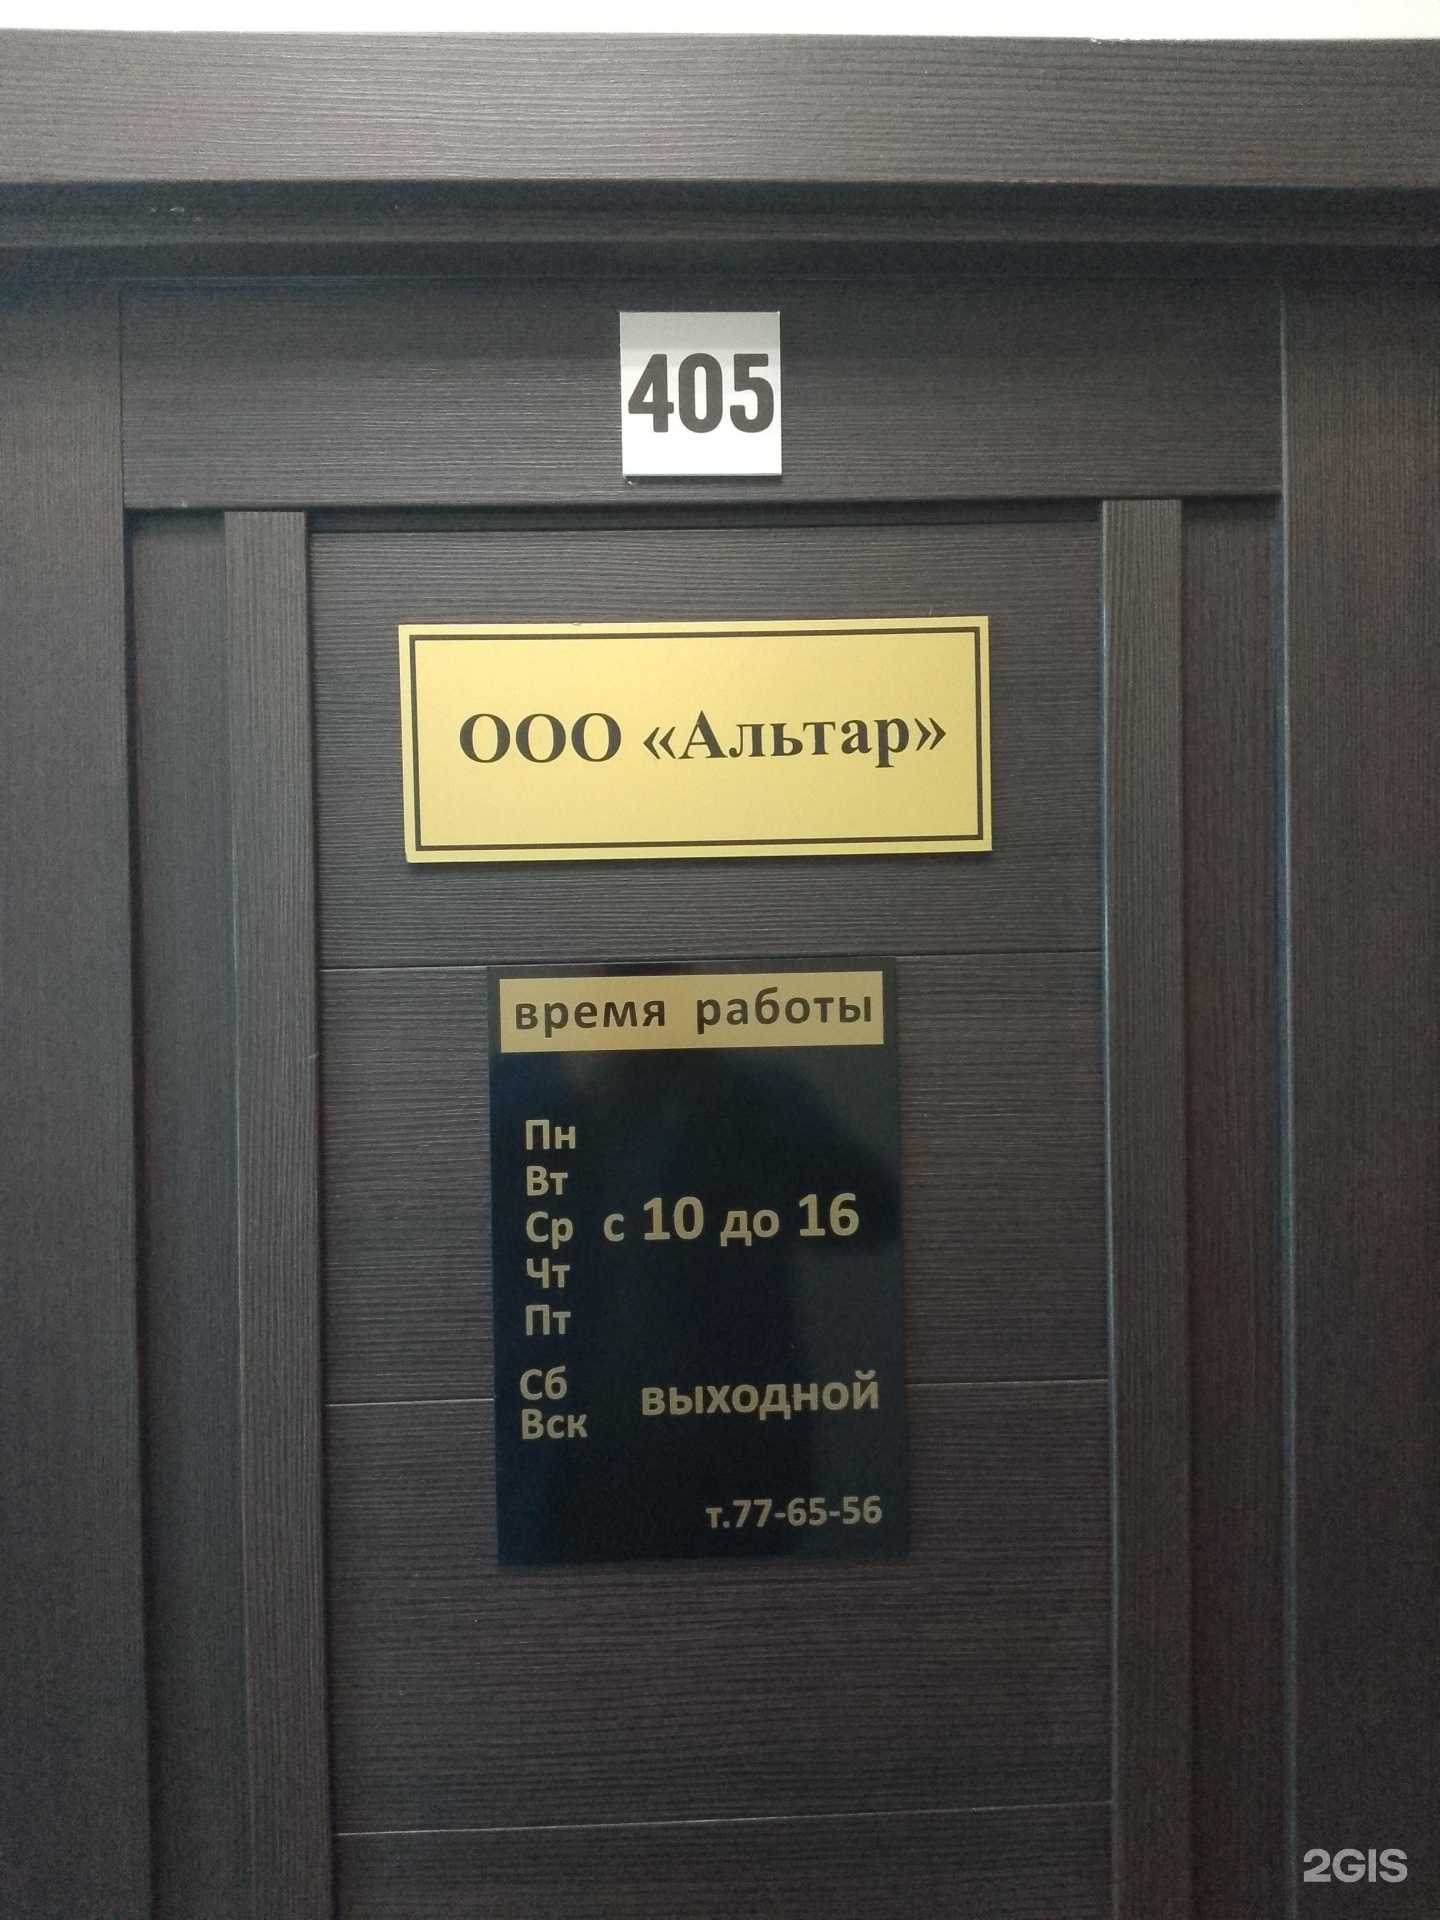 405
ООО «Альтар»
время работы
Пн
Вт
Ср с 10 до 16
Чт
Пт
Сб
Вск выходной
т.77-65-56
2GIS